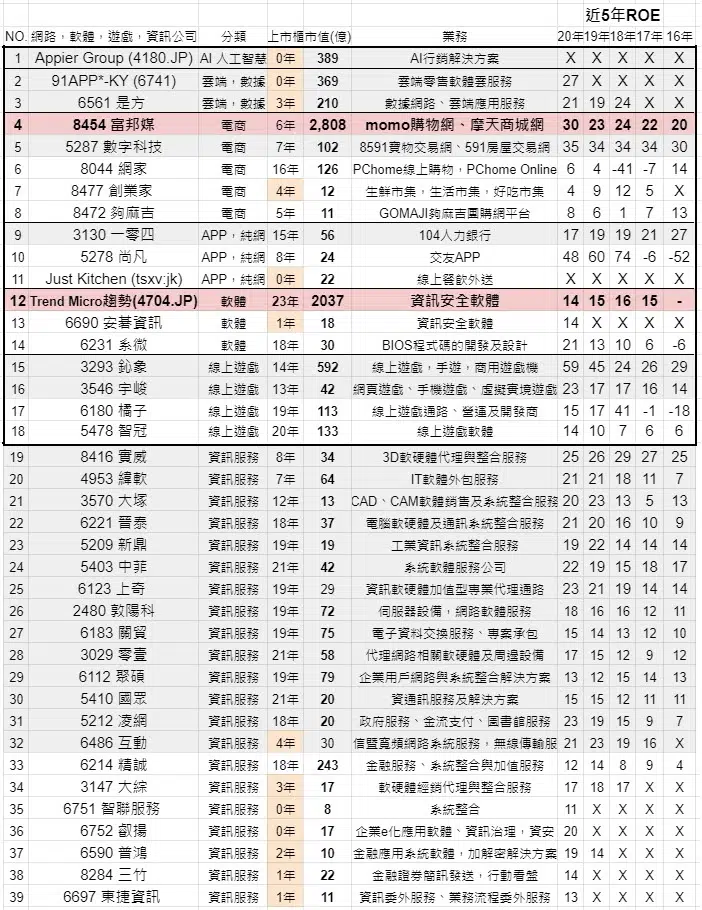 近5年ROE
NO. 網路，軟體，遊戲，資訊公司 分類 上市櫃 市值(億) 業務 20年 19年 18年 17年 16年
1 Appier Group (4180.JP) AI 人工智慧 0年 389 AI行銷解決方案 X X X X X
2 91APP*-KY (6741) 雲端，數據 0年 369 雲端零售軟體雲服務 27 X X X X
3 6561 是方 雲端，數據 3年 210 數據網路、雲端應用服務 21 19 24 X X
4 8454 富邦媒 電商 6年 2,808 momo購物網、摩天商城網 30 23 24 22 20
5 5287 數字科技 電商 7年 102 8591寶物交易網、591房屋交易網 35 34 34 34 30
6 8044 網家 電商 16年 126 PChome線上購物，PChome Online 6 4 -41 -7 14
7 8477 創業家 電商 4年 12 生鮮市集，生活市集，好吃市集 4 9 12 5 X
8 8472 夠麻吉 電商 5年 11 GOMAJI夠麻吉團購網平台 8 6 1 7 13
9 3130 一零四 APP，純網 15年 56 104人力銀行 17 19 19 21 27
10 5278 尚凡 APP，純網 8年 24 交友APP 48 60 74 -6 -52
11 Just Kitchen (tsxv:jk) APP，純網 0年 22 線上餐飲外送 X X X X X
12 Trend Micro趨勢(4704.JP) 軟體 23年 2037 資訊安全軟體 14 15 16 15 -
13 6690 安碁資訊 軟體 1年 18 資訊安全軟體 14 X X X X
14 6231 系微 軟體 18年 30 BIOS程式碼的開發及設計 21 13 10 6 -6
15 3293 鈊象 線上遊戲 14年 592 線上遊戲，手遊，商用遊戲機 59 45 24 26 29
16 3546 宇峻 線上遊戲 13年 42 網頁遊戲、手機遊戲、虛擬實境遊戲 23 17 17 16 14
17 6180 橘子 線上遊戲 19年 113 線上遊戲通路、營運及開發商 15 17 41 -1 -18
18 5478 智冠 線上遊戲 20年 133 線上遊戲軟體 14 10 7 6 6
19 8416 實威 資訊服務 8年 34 3D軟硬體代理與整合服務 25 26 29 27 25
20 4953 緯軟 資訊服務 7年 64 IT軟體外包服務 21 21 18 11 7
21 3570 大塚 資訊服務 12年 13 CAD、CAM軟體銷售及系統整合服務 20 23 13 5 13
22 6221 晉泰 資訊服務 18年 37 電腦軟硬體及通訊系統整合服務 21 20 16 10 9
23 5209 新鼎 資訊服務 19年 19 工業資訊系統整合服務 19 22 14 14 14
24 5403 中菲 資訊服務 21年 42 系統軟體服務公司 22 19 15 18 17
25 6123 上奇 資訊服務 19年 29 資訊軟硬體加值型專業代理通路 23 21 19 14 14
26 2480 敦陽科 資訊服務 19年 72 伺服器設備，網路軟體服務 18 16 16 12 11
27 6183 關貿 資訊服務 19年 75 電子資料交換服務、專案承包 15 14 13 12 10
28 3029 零壹 資訊服務 21年 58 代理網路相關軟硬體及周邊設備 17 15 12 9 12
29 6112 聚碩 資訊服務 19年 79 企業用戶網路與系統整合解決方案 13 12 15 14 13
30 5410 國眾 資訊服務 21年 20 資通訊服務及解決方案 15 15 12 11 11
31 5212 凌網 資訊服務 18年 20 政府服務、金流支付、圖書館服務 23 19 15 9 7
32 6486 互動 資訊服務 4年 30 信暨寬頻網路系統服務，無線傳輸服 21 23 19 16 X
33 6214 精誠 資訊服務 18年 243 金融服務、系統整合與加值服務 12 14 8 9 4
34 3147 大綜 資訊服務 3年 17 軟硬體經銷代理與整合服務 17 18 17 X X
35 6751 智聯服務 資訊服務 0年 8 系統整合 11 X X X X
36 6752 叡揚 資訊服務 0年 17 企業e化應用軟體、資訊治理，資安 20 X X X X
37 6590 普鴻 資訊服務 2年 10 金融應用系統軟體，加解密解決方案 19 14 X X X
38 8284 三竹 資訊服務 1年 22 金融證券簡訊發送，行動看盤 14 X X X X
39 6697 東捷資訊 資訊服務 1年 11 資訊委外服務、業務流程委外服務 13 X X X X